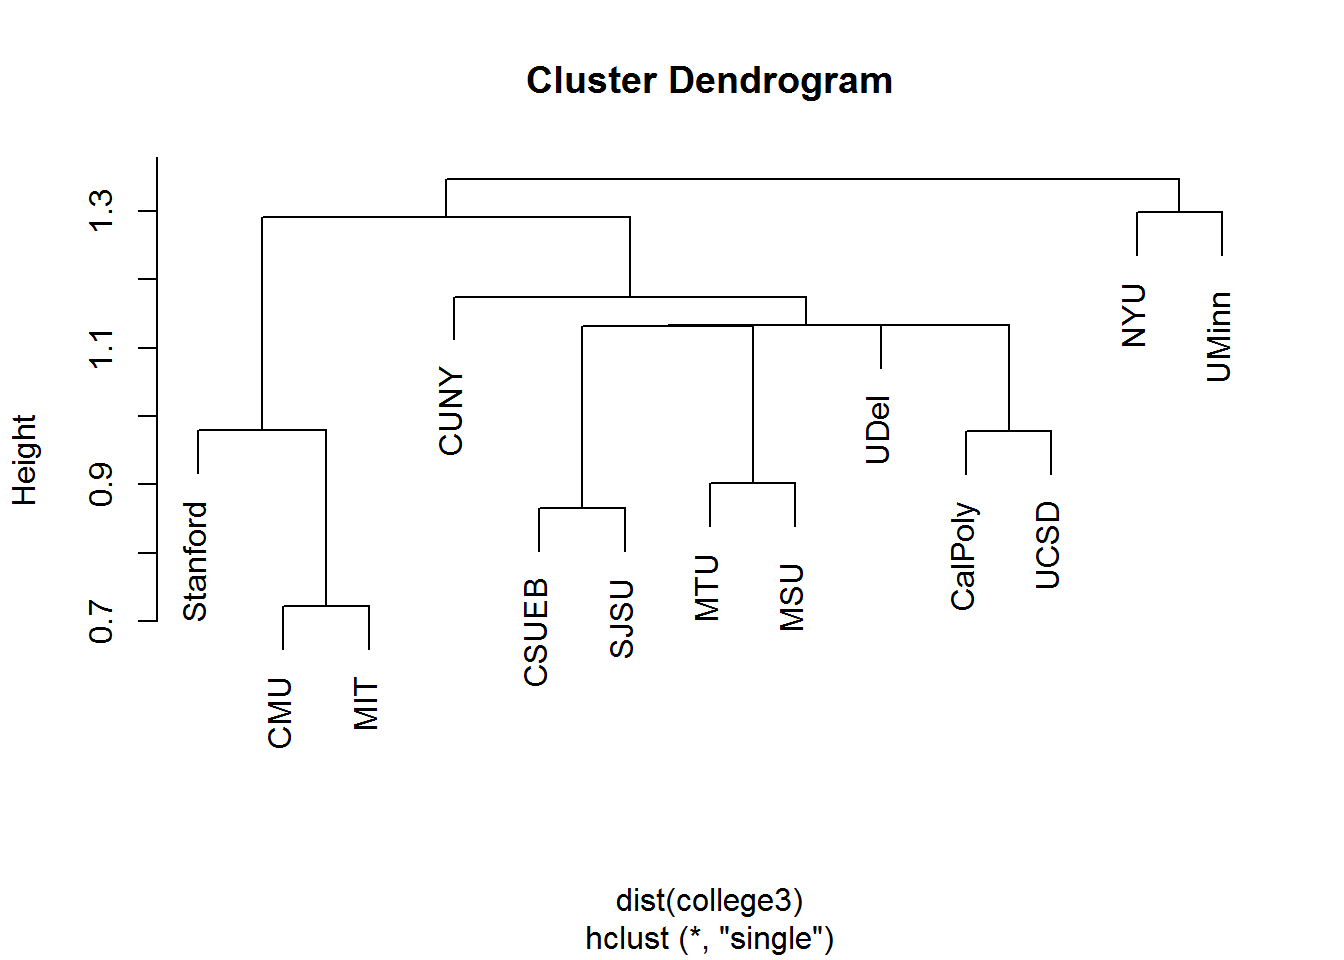 Cluster Dendrogram
Height
1.3
1.1
0.9
0.7
Stanford
CMU
MIT
CUNY
CSUEB
SJSU
MTU
MSU
UDel
CalPoly
UCSD
NYU
UMinn
dist(college3)
hclust (*, "single")